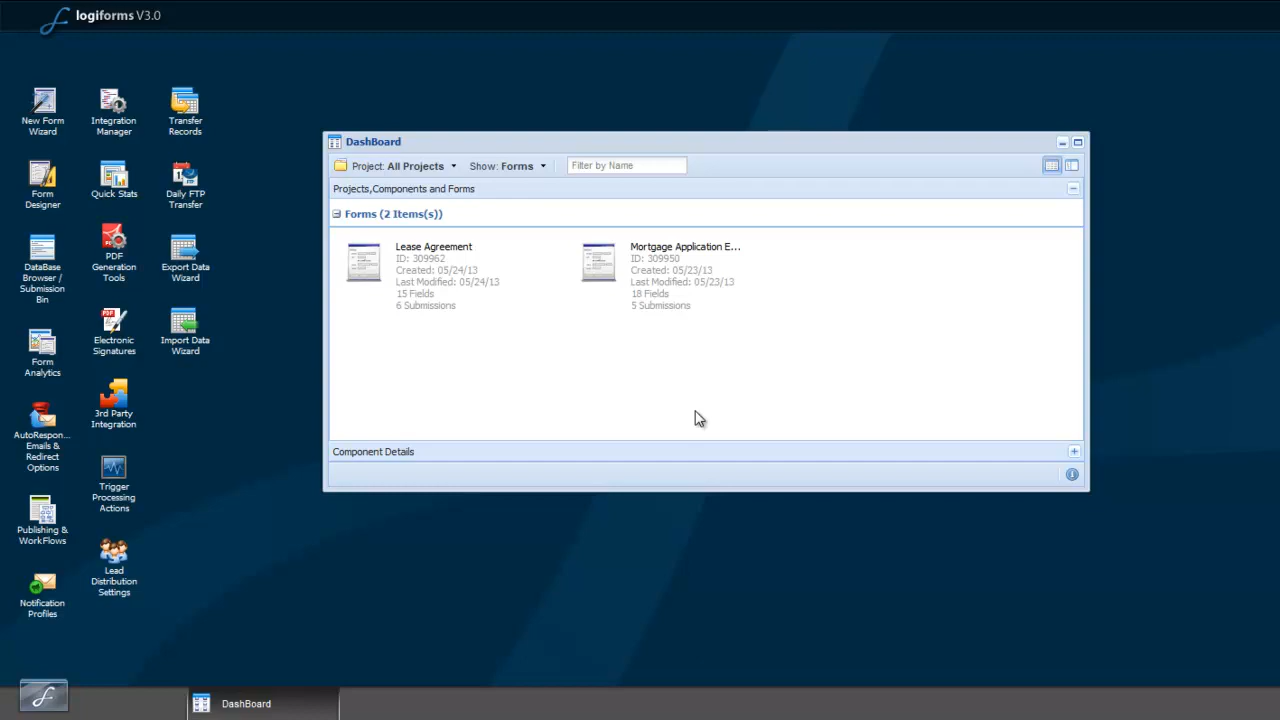 logiforms V3.0
New Form
Wizard
Integration
Manager
Transfer
Records
Form
Designer
Quick Stats
Daily FTP
Transfer
DataBase
Browser /
Submission
Bin
PDF
Generation
Tools
Export Data
Wizard
Form
Analytics
Electronic
Signatures
Import Data
Wizard
AutoRespon...
Emails &
Redirect
Options
3rd Party
Integration
Publishing &
WorkFlows
Trigger
Processing
Actions
Notification
Profiles
Lead
Distribution
Settings
DashBoard
Project: All Projects Show: Forms Filter by Name
Projects,Components and Forms
Forms (2 Items(s))
Lease Agreement
ID: 309962
Created: 05/24/13
Last Modified: 05/24/13
15 Fields
6 Submissions
Mortgage Application E...
ID: 309950
Created: 05/23/13
Last Modified: 05/23/13
18 Fields
5 Submissions
Component Details
DashBoard